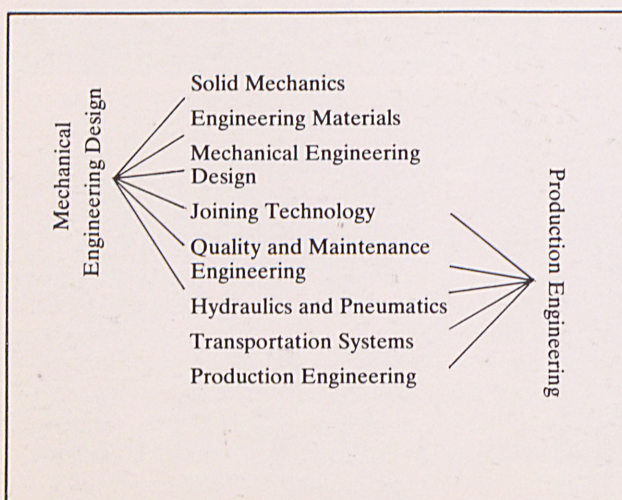 Mechanical
Engineering Design
Solid Mechanics
Engineering Materials
Mechanical Engineering
Design
Joining Technology
Quality and Maintenance
Engineering
Hydraulics and Pneumatics
Transportation Systems
Production Engineering
Production Engineering